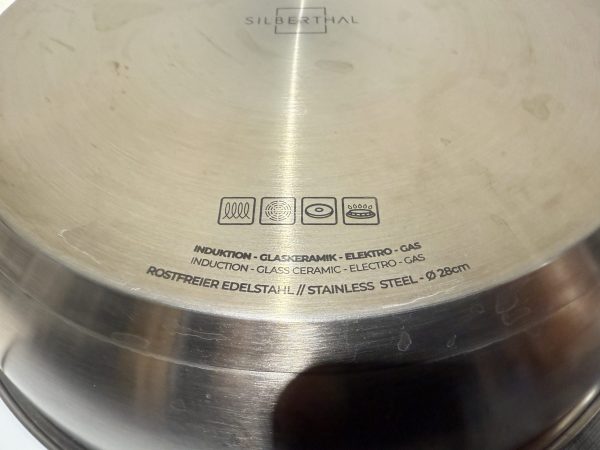 SILBERTHAL
INDUKTION - GLASKERAMIK - ELEKTRO - GAS
INDUCTION - GLASS CERAMIC - ELECTRO - GAS
ROSTFREIER EDELSTAHL // STAINLESS STEEL - Ø 28cm